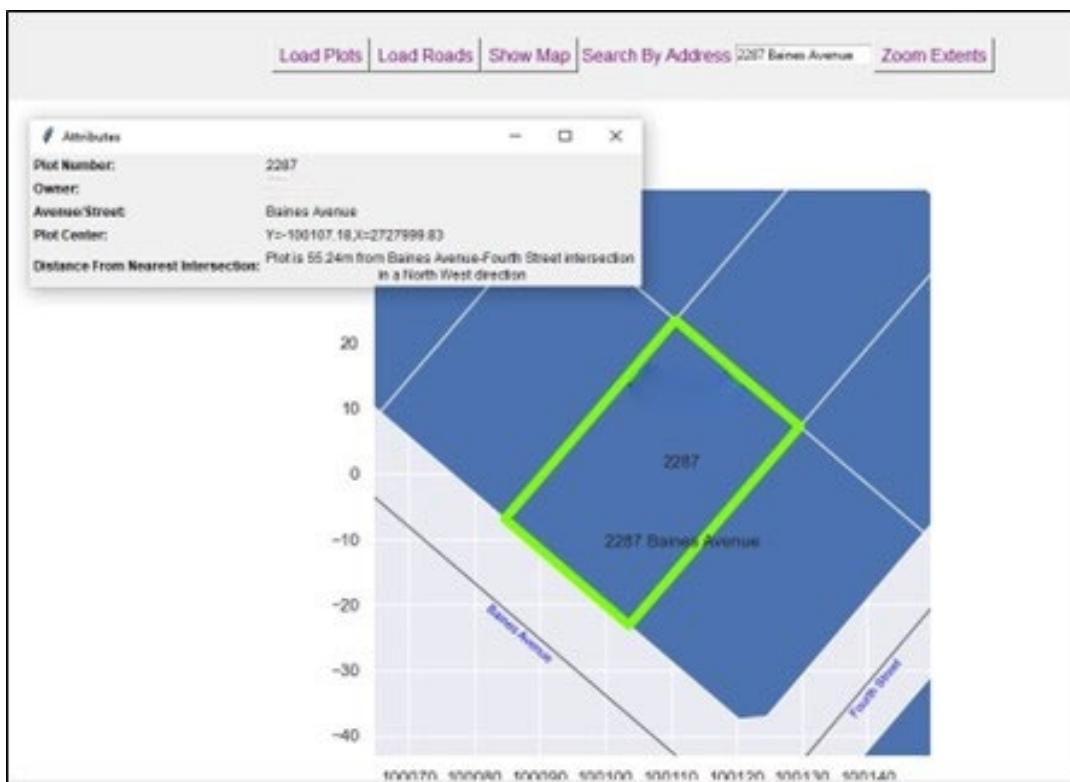 Load Plots Load Roads Show Map Search By Address 2287 Baines Avenue Zoom Extents
Attributes
Plot Number: 2287
Owner:
Avenue/Street: Baines Avenue
Plot Center: Y=-100107.18,X=2727999.83
Distance From Nearest Intersection: Plot is 55.24m from Baines Avenue-Fourth Street intersection
in a North West direction
20
10
0
−10
−20
−30
−40
2287
2287 Baines Avenue
Baines Avenue
Fourth Street
100070 100080 100090 100100 100110 100120 100130 100140